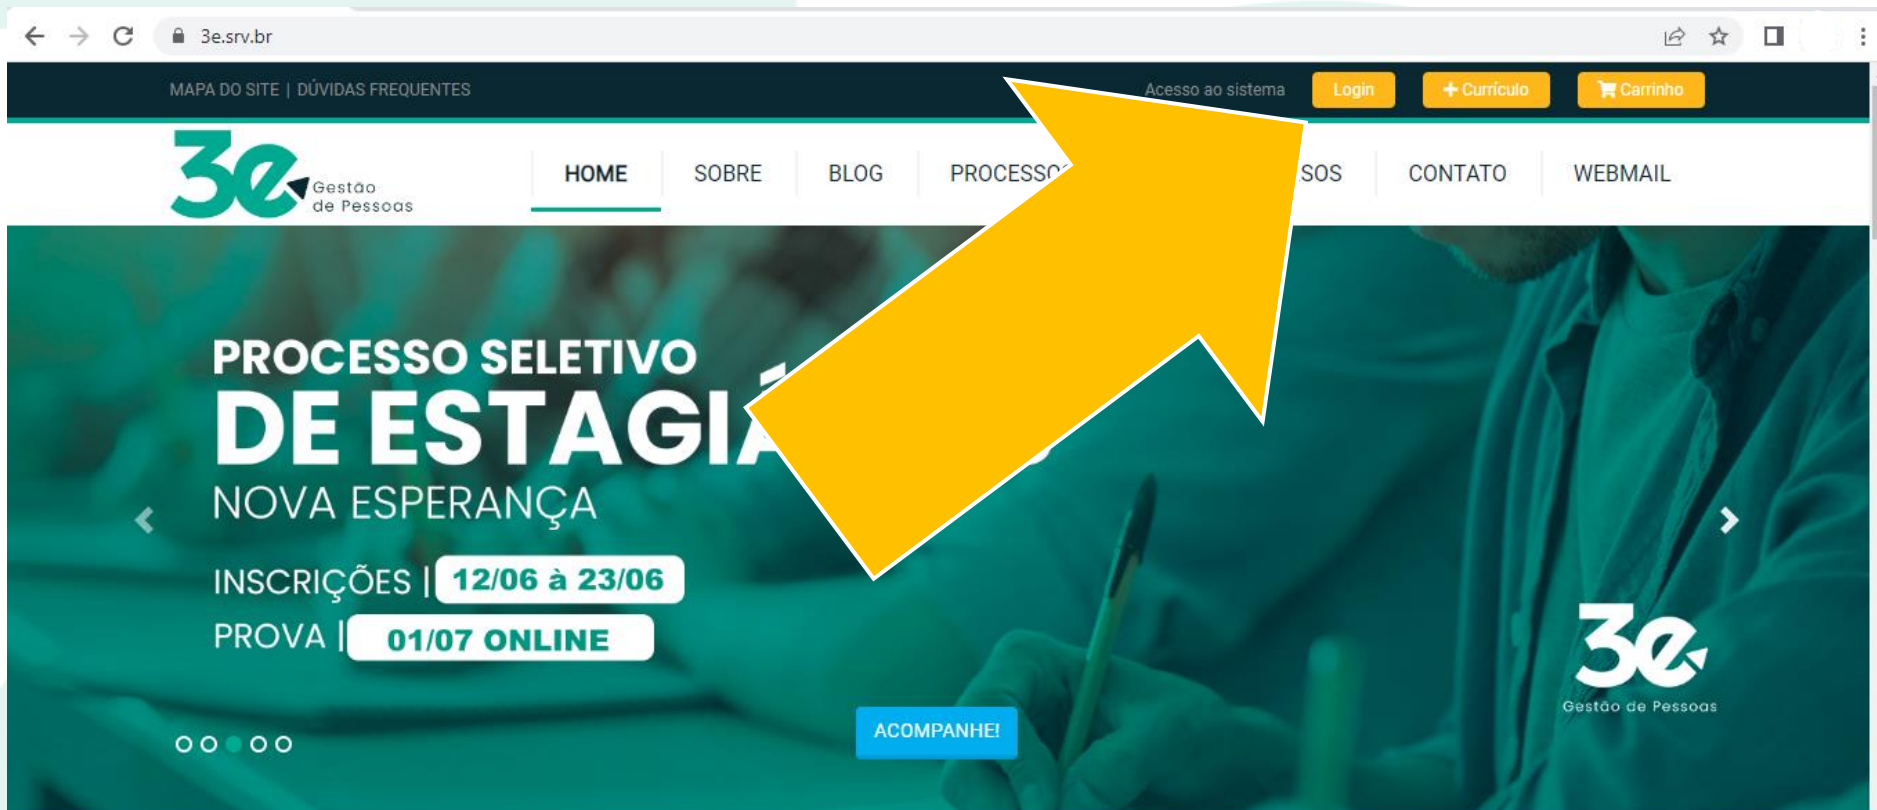 3e.srv.br
MAPA DO SITE | DÚVIDAS FREQUENTES
Acesso ao sistema
Login
+ Currículo
Carrinho
3e Gestão
de Pessoas
HOME
SOBRE
BLOG
CONTATO
WEBMAIL
PROCESSO SELETIVO
DE
NOVA ESPERANÇA
INSCRIÇÕES | 12/06 à 23/06
PROVA | 01/07 ONLINE
ACOMPANHE!
3e
Gestão de Pessoas